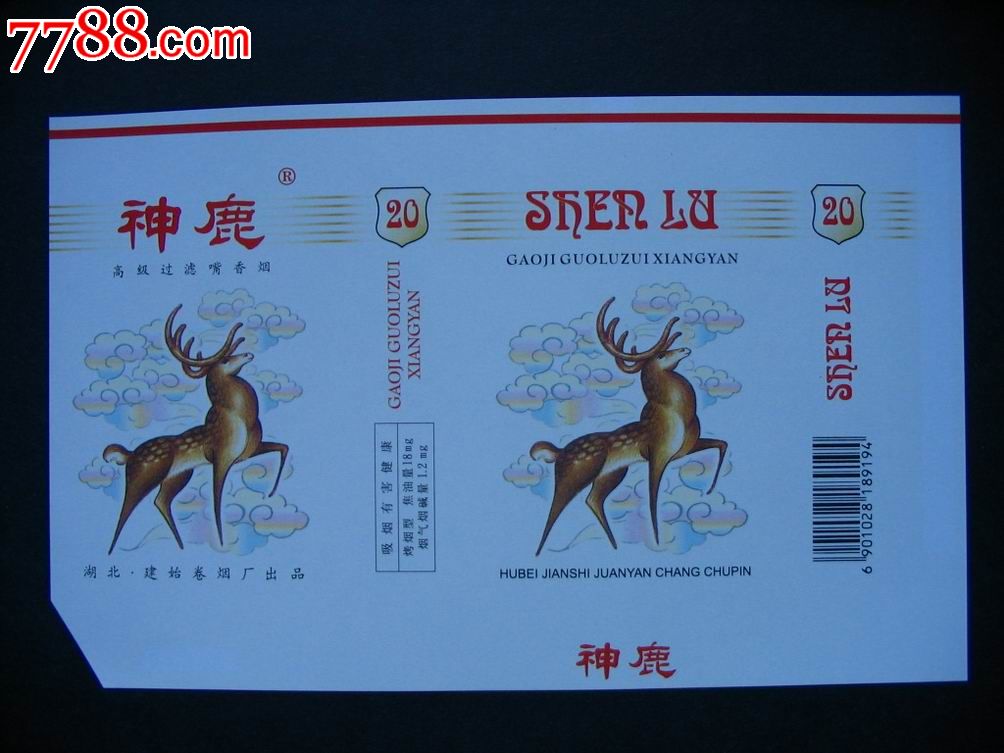 7788.com
神鹿
®
高级过滤嘴香烟
湖北·建始卷烟厂出品
20
GAOJI GUOLUZUI
XIANGYAN
吸烟有害健康
烤烟型 焦油量18mg
烟气烟碱量1.2mg
SHEN LU
GAOJI GUOLUZUI XIANGYAN
HUBEI JIANSHI JUANYAN CHANG CHUPIN
神鹿
20
SHEN LU
6 901028 189194